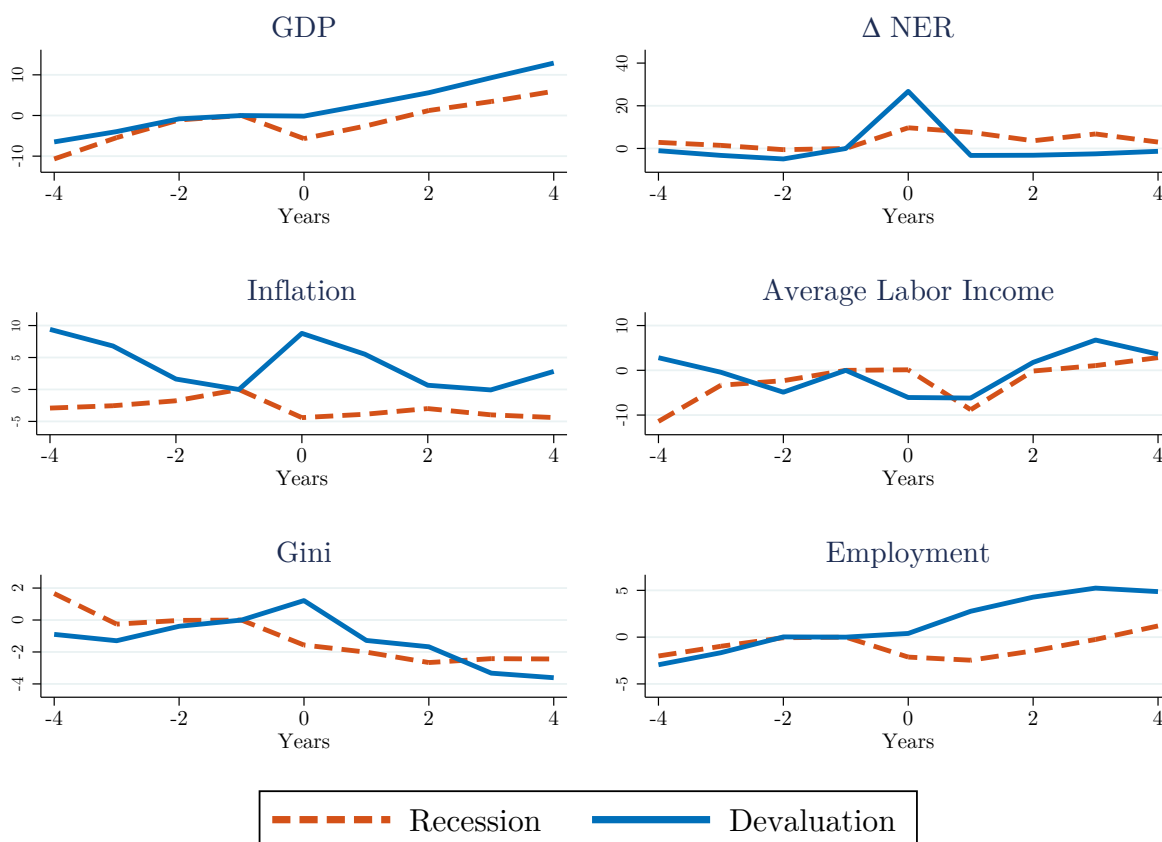 GDP
10
0
-10
-4 -2 0 2 4
Years
Δ NER
40
20
0
-4 -2 0 2 4
Years
Inflation
10
5
0
-5
-4 -2 0 2 4
Years
Average Labor Income
10
0
-10
-4 -2 0 2 4
Years
Gini
2
0
-2
-4
-4 -2 0 2 4
Years
Employment
5
0
-5
-4 -2 0 2 4
Years
Recession Devaluation